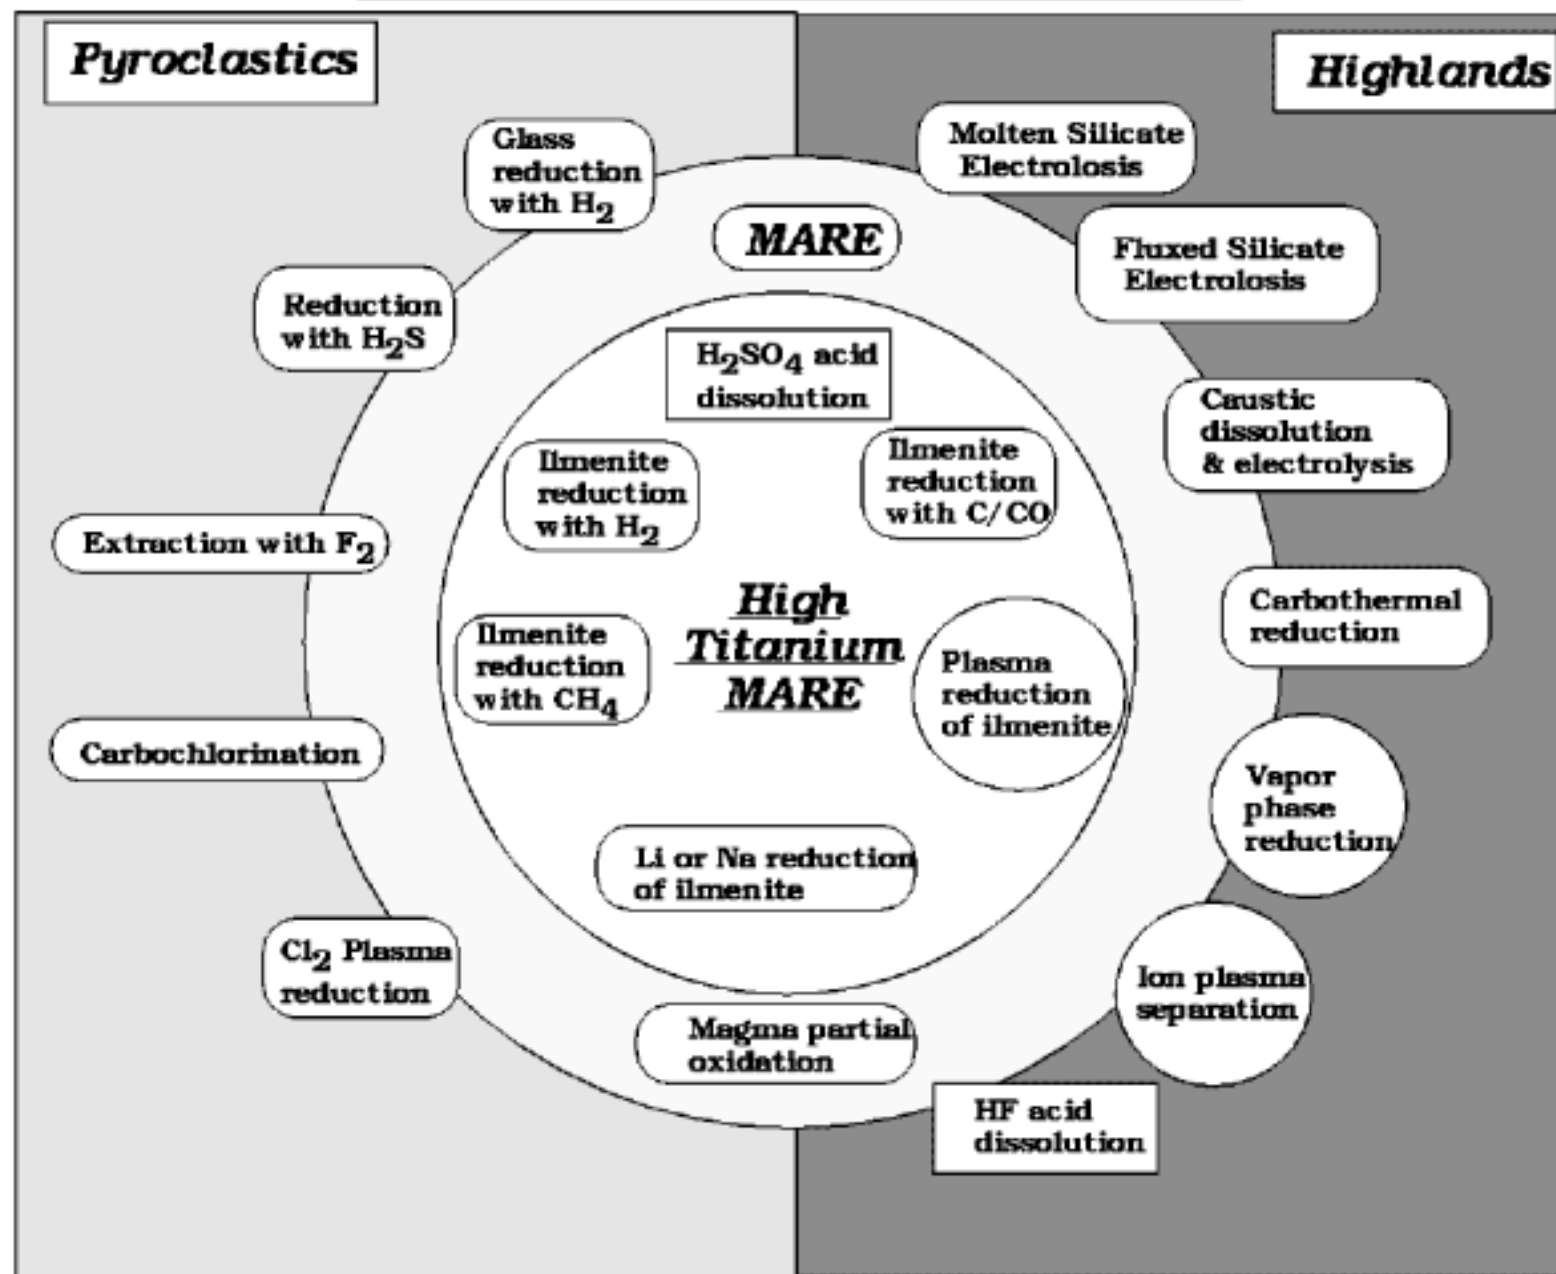 Pyroclastics
Highlands
Glass
reduction
with H₂
Molten Silicate
Electrolosis
MARE
Fluxed Silicate
Electrolosis
Reduction
with H₂S
H₂SO₄ acid
dissolution
Caustic
dissolution
& electrolysis
Ilmenite
reduction
with H₂
Ilmenite
reduction
with C/CO
Extraction with F₂
High
Titanium
MARE
Carbothermal
reduction
Ilmenite
reduction
with CH₄
Plasma
reduction
of ilmenite
Carbochlorination
Vapor
phase
reduction
Li or Na reduction
of ilmenite
Cl₂ Plasma
reduction
Ion plasma
separation
Magma partial
oxidation
HF acid
dissolution